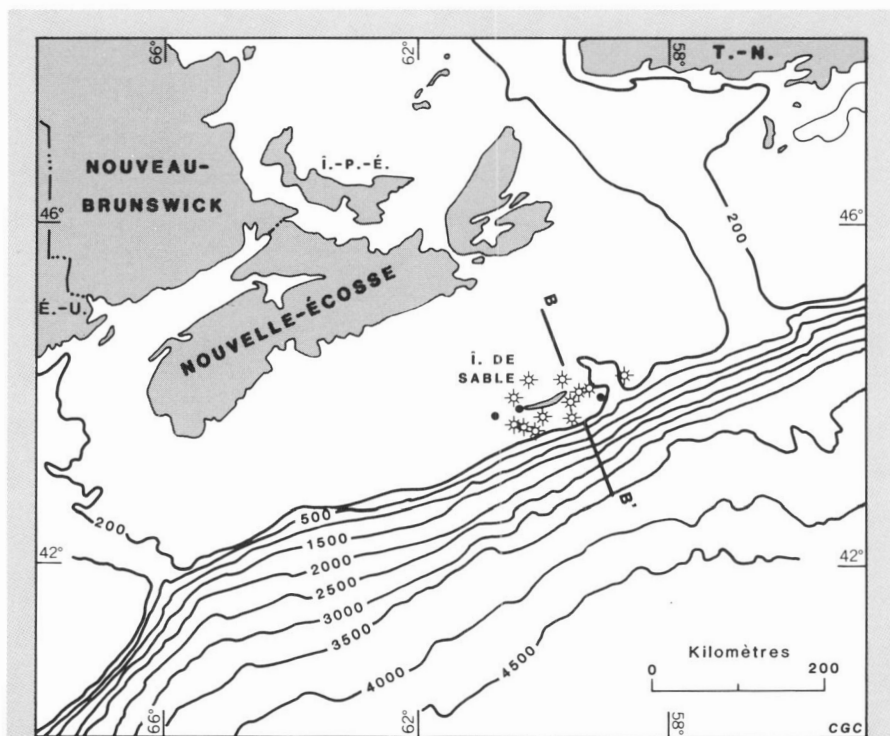 66°
62°
58°
T.-N.
NOUVEAU-
BRUNSWICK
Î.-P.-É.
46°
46°
200
É.-U.
NOUVELLE-ÉCOSSE
B
Î. DE
SABLE
B'
200
500
1500
2000
2500
3000
3500
4000
4500
42°
42°
Kilomètres
0
200
66°
62°
58°
CGC